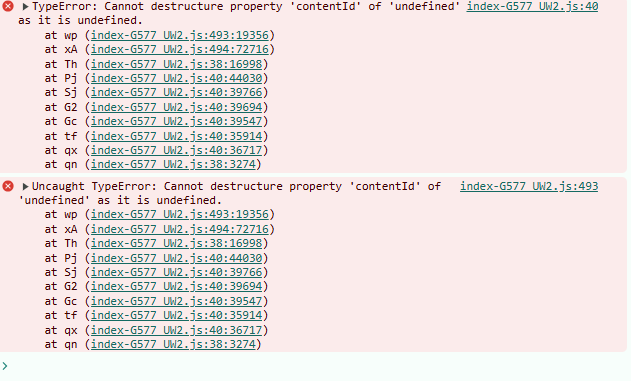 TypeError: Cannot destructure property 'contentId' of 'undefined' index-G577_UW2.js:40
as it is undefined.
at wp (index-G577_UW2.js:493:19356)
at xA (index-G577_UW2.js:494:72716)
at Th (index-G577_UW2.js:38:16998)
at Pj (index-G577_UW2.js:40:44030)
at Sj (index-G577_UW2.js:40:39766)
at G2 (index-G577_UW2.js:40:39694)
at Gc (index-G577_UW2.js:40:39547)
at tf (index-G577_UW2.js:40:35914)
at qx (index-G577_UW2.js:40:36717)
at qn (index-G577_UW2.js:38:3274)
Uncaught TypeError: Cannot destructure property 'contentId' of index-G577_UW2.js:493
'undefined' as it is undefined.
at wp (index-G577_UW2.js:493:19356)
at xA (index-G577_UW2.js:494:72716)
at Th (index-G577_UW2.js:38:16998)
at Pj (index-G577_UW2.js:40:44030)
at Sj (index-G577_UW2.js:40:39766)
at G2 (index-G577_UW2.js:40:39694)
at Gc (index-G577_UW2.js:40:39547)
at tf (index-G577_UW2.js:40:35914)
at qx (index-G577_UW2.js:40:36717)
at qn (index-G577_UW2.js:38:3274)